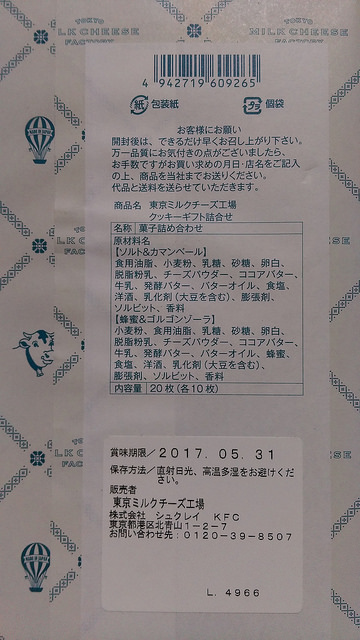 TOKYO
LK CHEESE
FACTORY
TOKYO
MILK CHEESE
4 942719 609265
紙 包装紙
プラ 個袋
お客様にお願い
開封後は、できるだけ早くお召し上がり下さい。
万一品質にお気付きの点がございましたら、
お手数ですがお買い求めの月日・店名をご記入
の上、商品を当社までお送りください。
代品と送料を送らせていただきます。
商品名 東京ミルクチーズ工場
クッキーギフト詰合せ
名称 菓子詰め合わせ
原材料名
【ソルト&カマンベール】
食用油脂、小麦粉、乳糖、砂糖、卵白、
脱脂粉乳、チーズパウダー、ココアバター、
牛乳、発酵バター、バターオイル、食塩、
洋酒、乳化剤(大豆を含む)、膨張剤、
ソルビット、香料
【蜂蜜&ゴルゴンゾーラ】
小麦粉、食用油脂、乳糖、砂糖、卵白、
脱脂粉乳、チーズパウダー、ココアバター、
牛乳、発酵バター、バターオイル、蜂蜜、
食塩、洋酒、乳化剤(大豆を含む)、
膨張剤、ソルビット、香料
内容量 20枚(各10枚)
賞味期限/2017.05.31
保存方法/直射日光、高温多湿をお避けくだ
さい。
販売者
東京ミルクチーズ工場
株式会社 シュクレイ KFC
東京都港区北青山1-2-7
お問い合わせ先:0120-39-8507
L. 4966